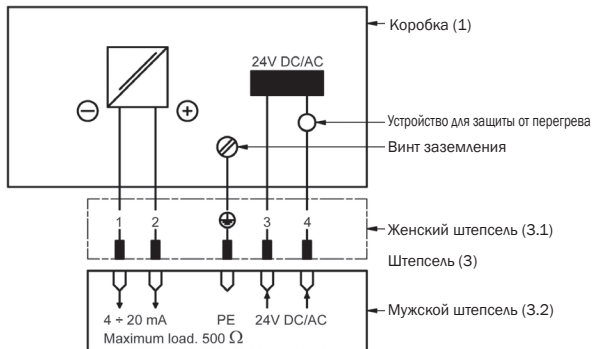 Коробка (1)
24V DC/AC
− +
Устройство для защиты от перегрева
Винт заземления
1 2 3 4
Женский штепсель (3.1)
Штепсель (3)
Мужской штепсель (3.2)
4 ÷ 20 mA PE 24V DC/AC
Maximum load. 500 Ω